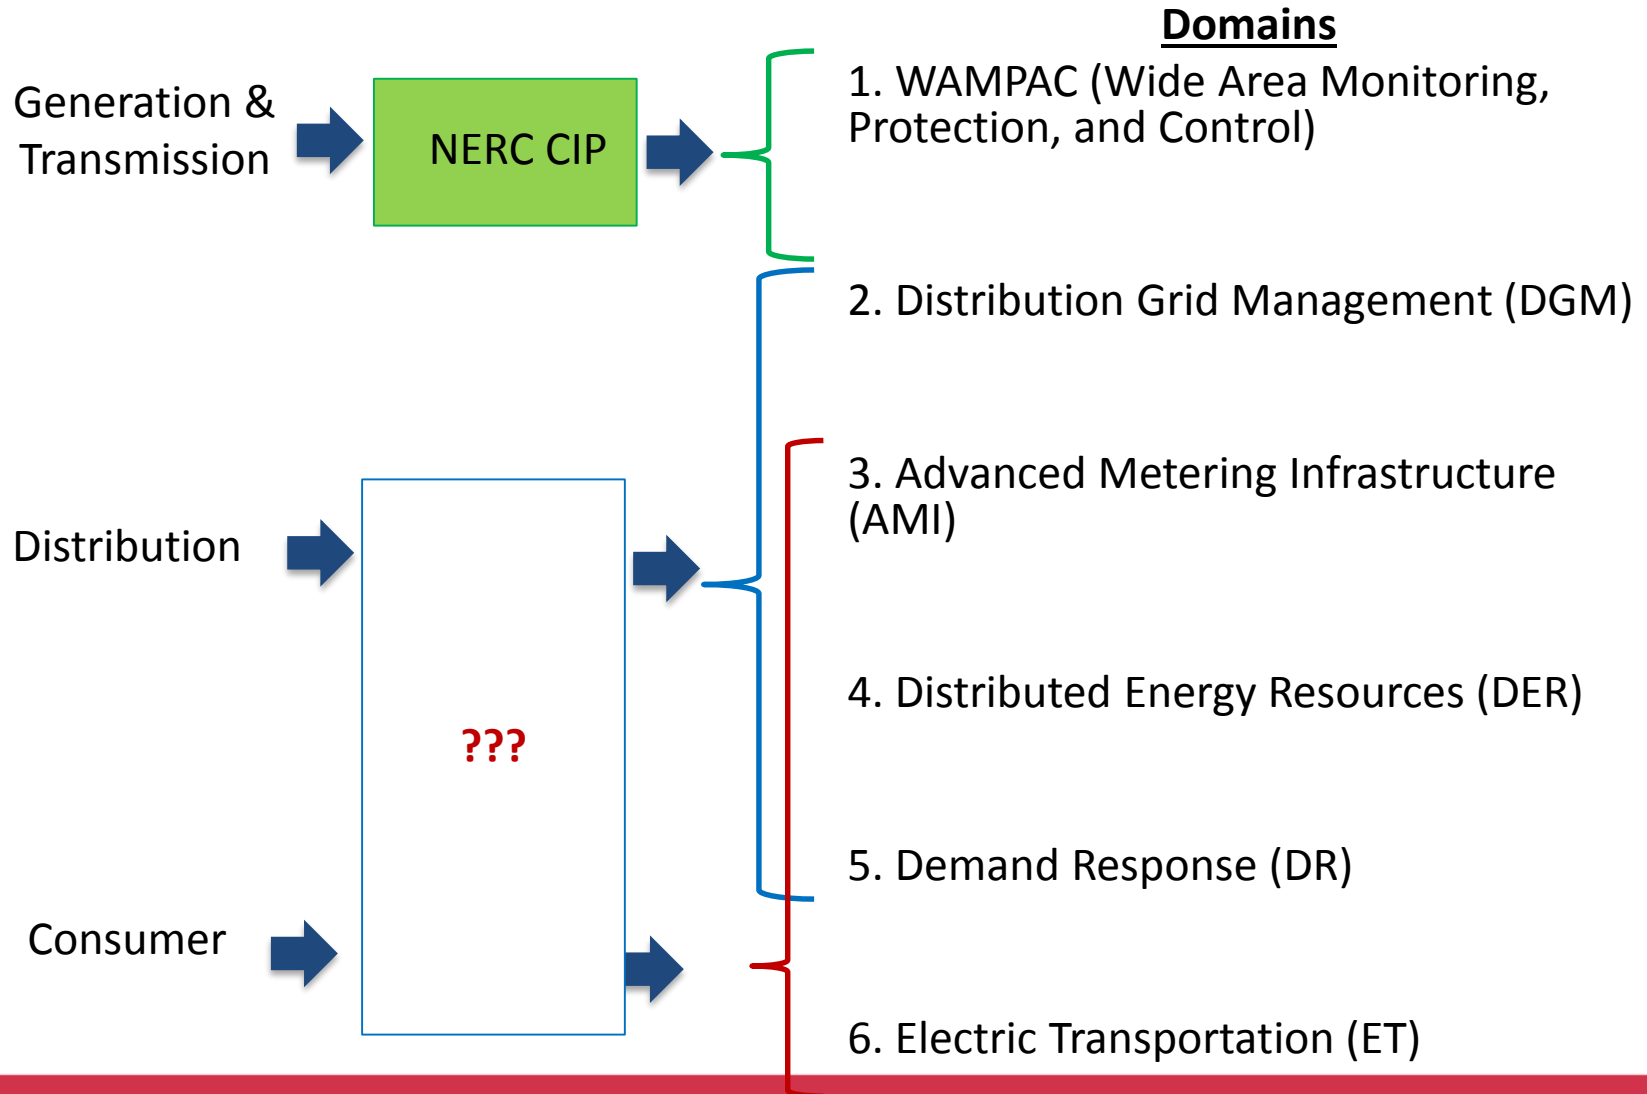 Domains
Generation &
Transmission
NERC CIP
1. WAMPAC (Wide Area Monitoring,
Protection, and Control)
2. Distribution Grid Management (DGM)
3. Advanced Metering Infrastructure
(AMI)
Distribution
4. Distributed Energy Resources (DER)
???
5. Demand Response (DR)
Consumer
6. Electric Transportation (ET)